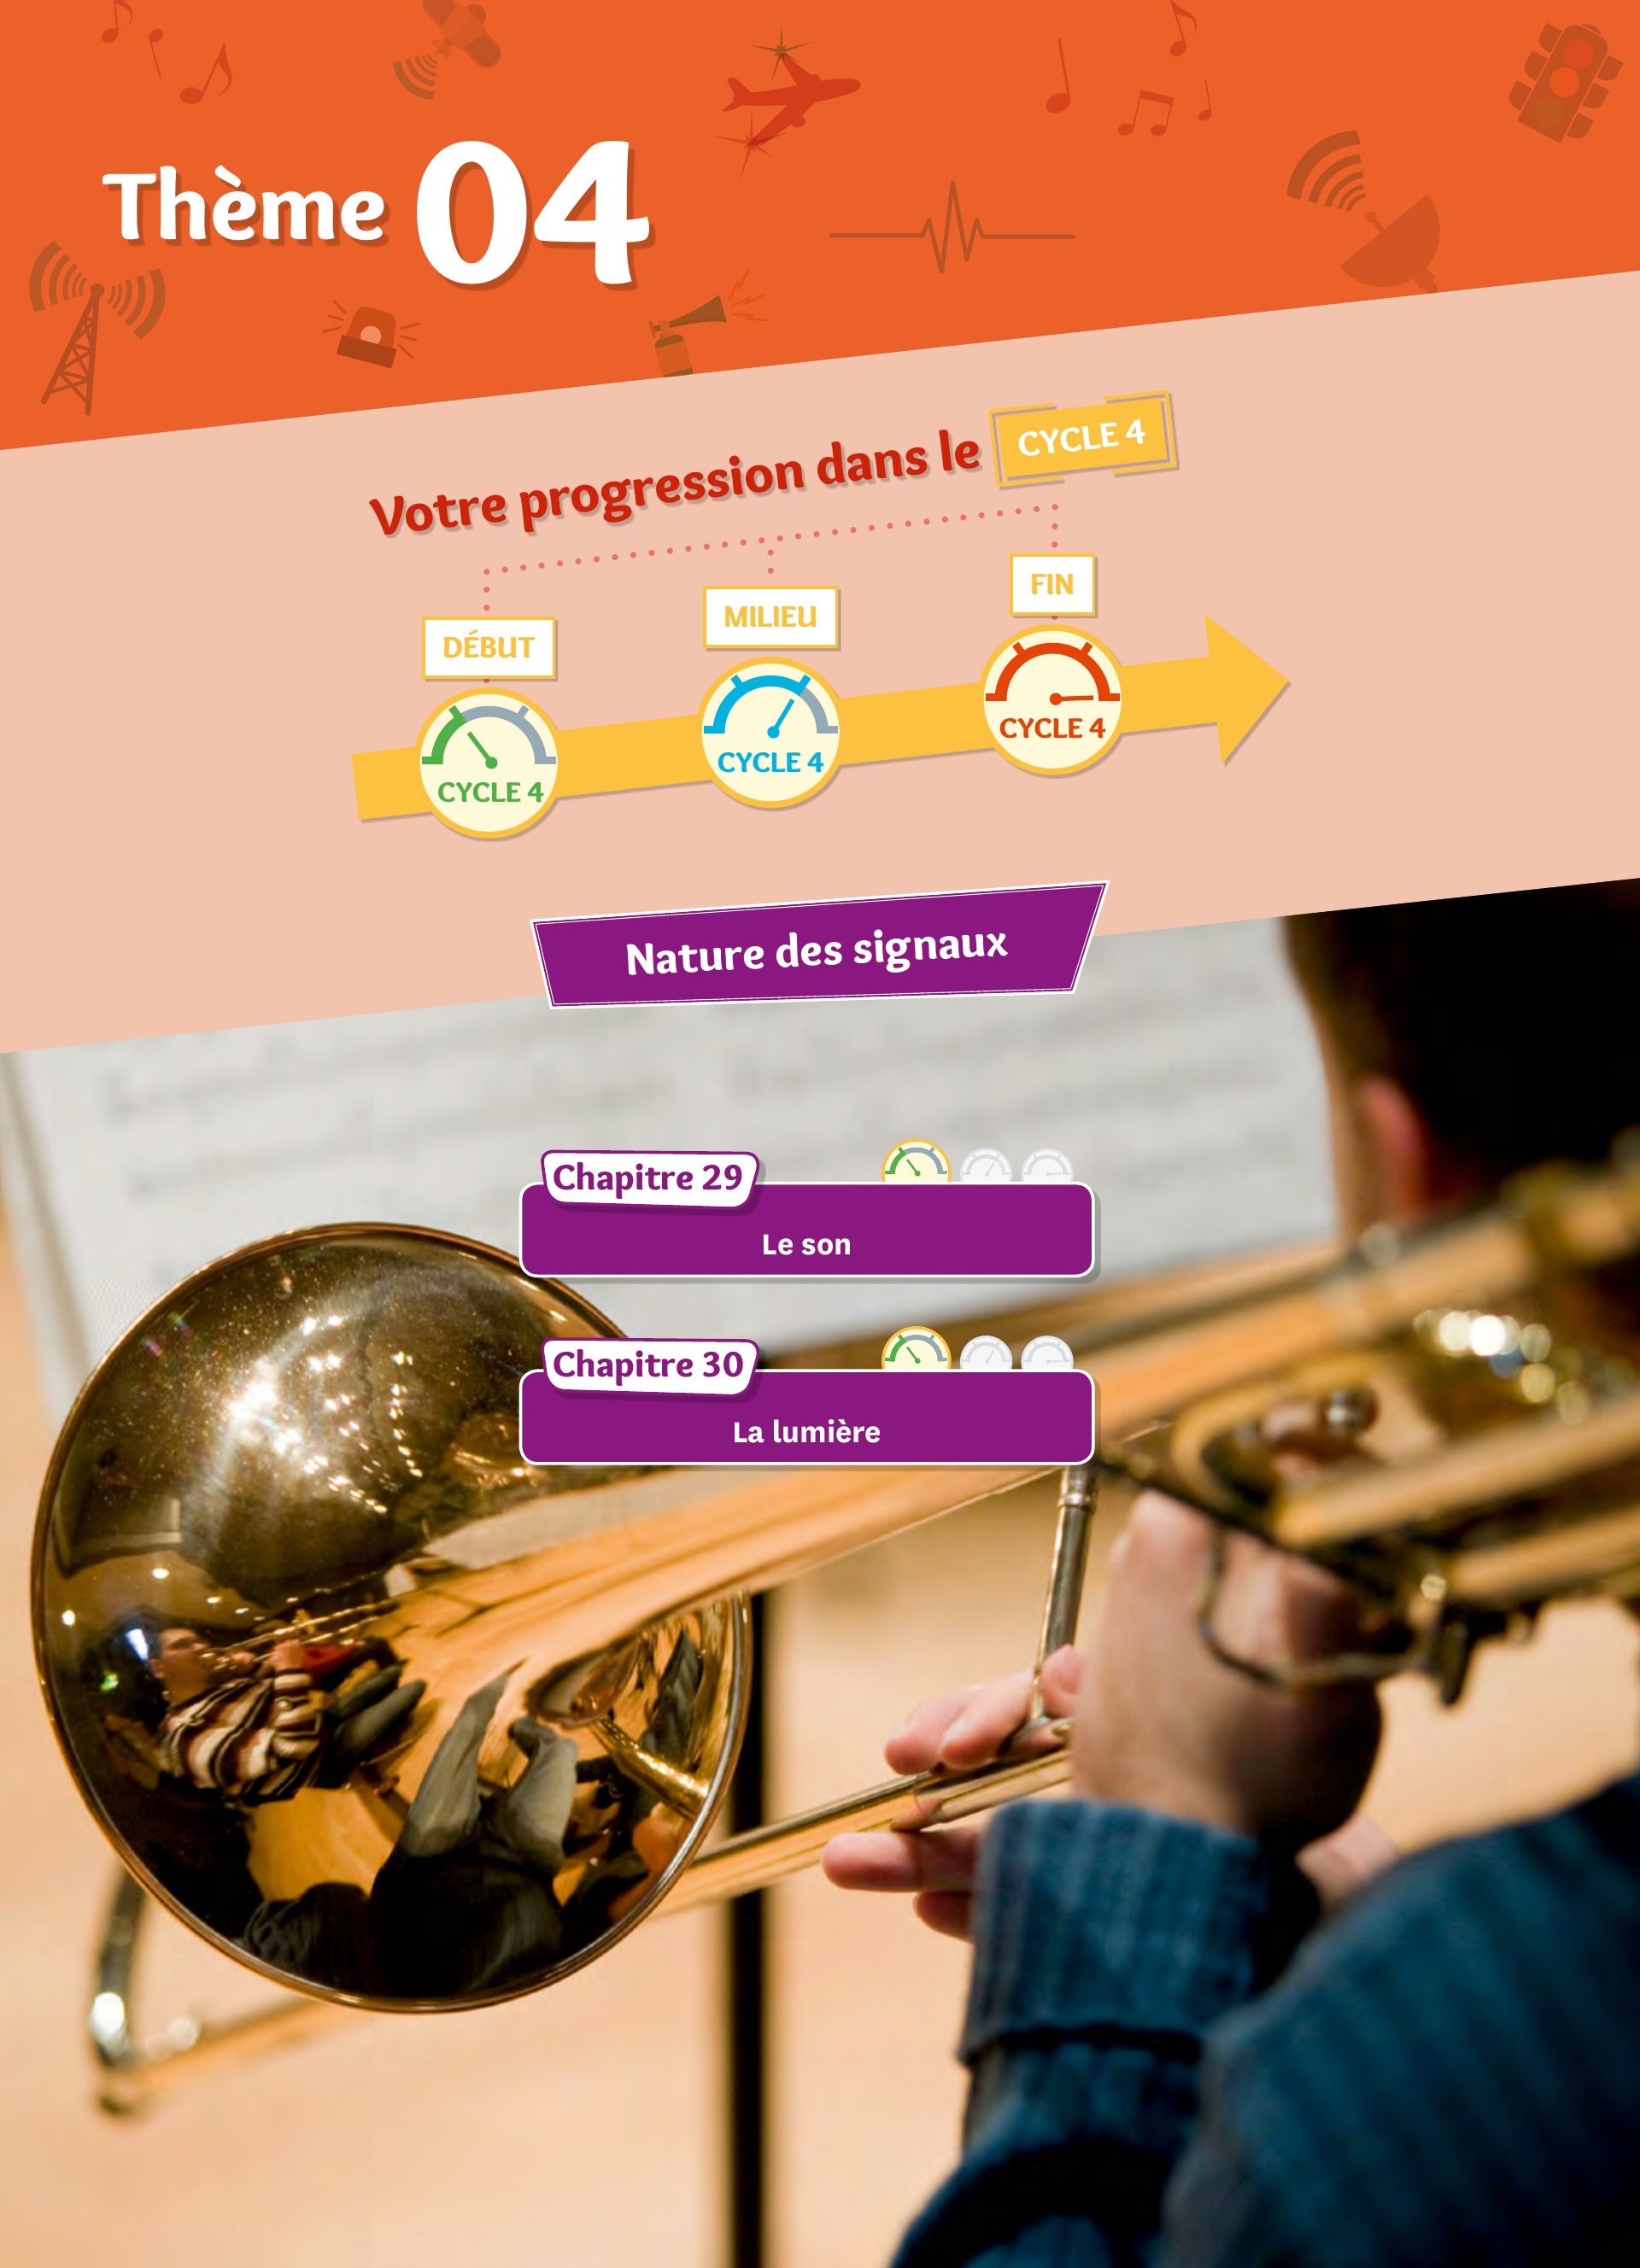 Thème 04
Votre progression dans le CYCLE 4
DÉBUT
MILIEU
FIN
CYCLE 4
CYCLE 4
CYCLE 4
Nature des signaux
Chapitre 29
Le son
Chapitre 30
La lumière